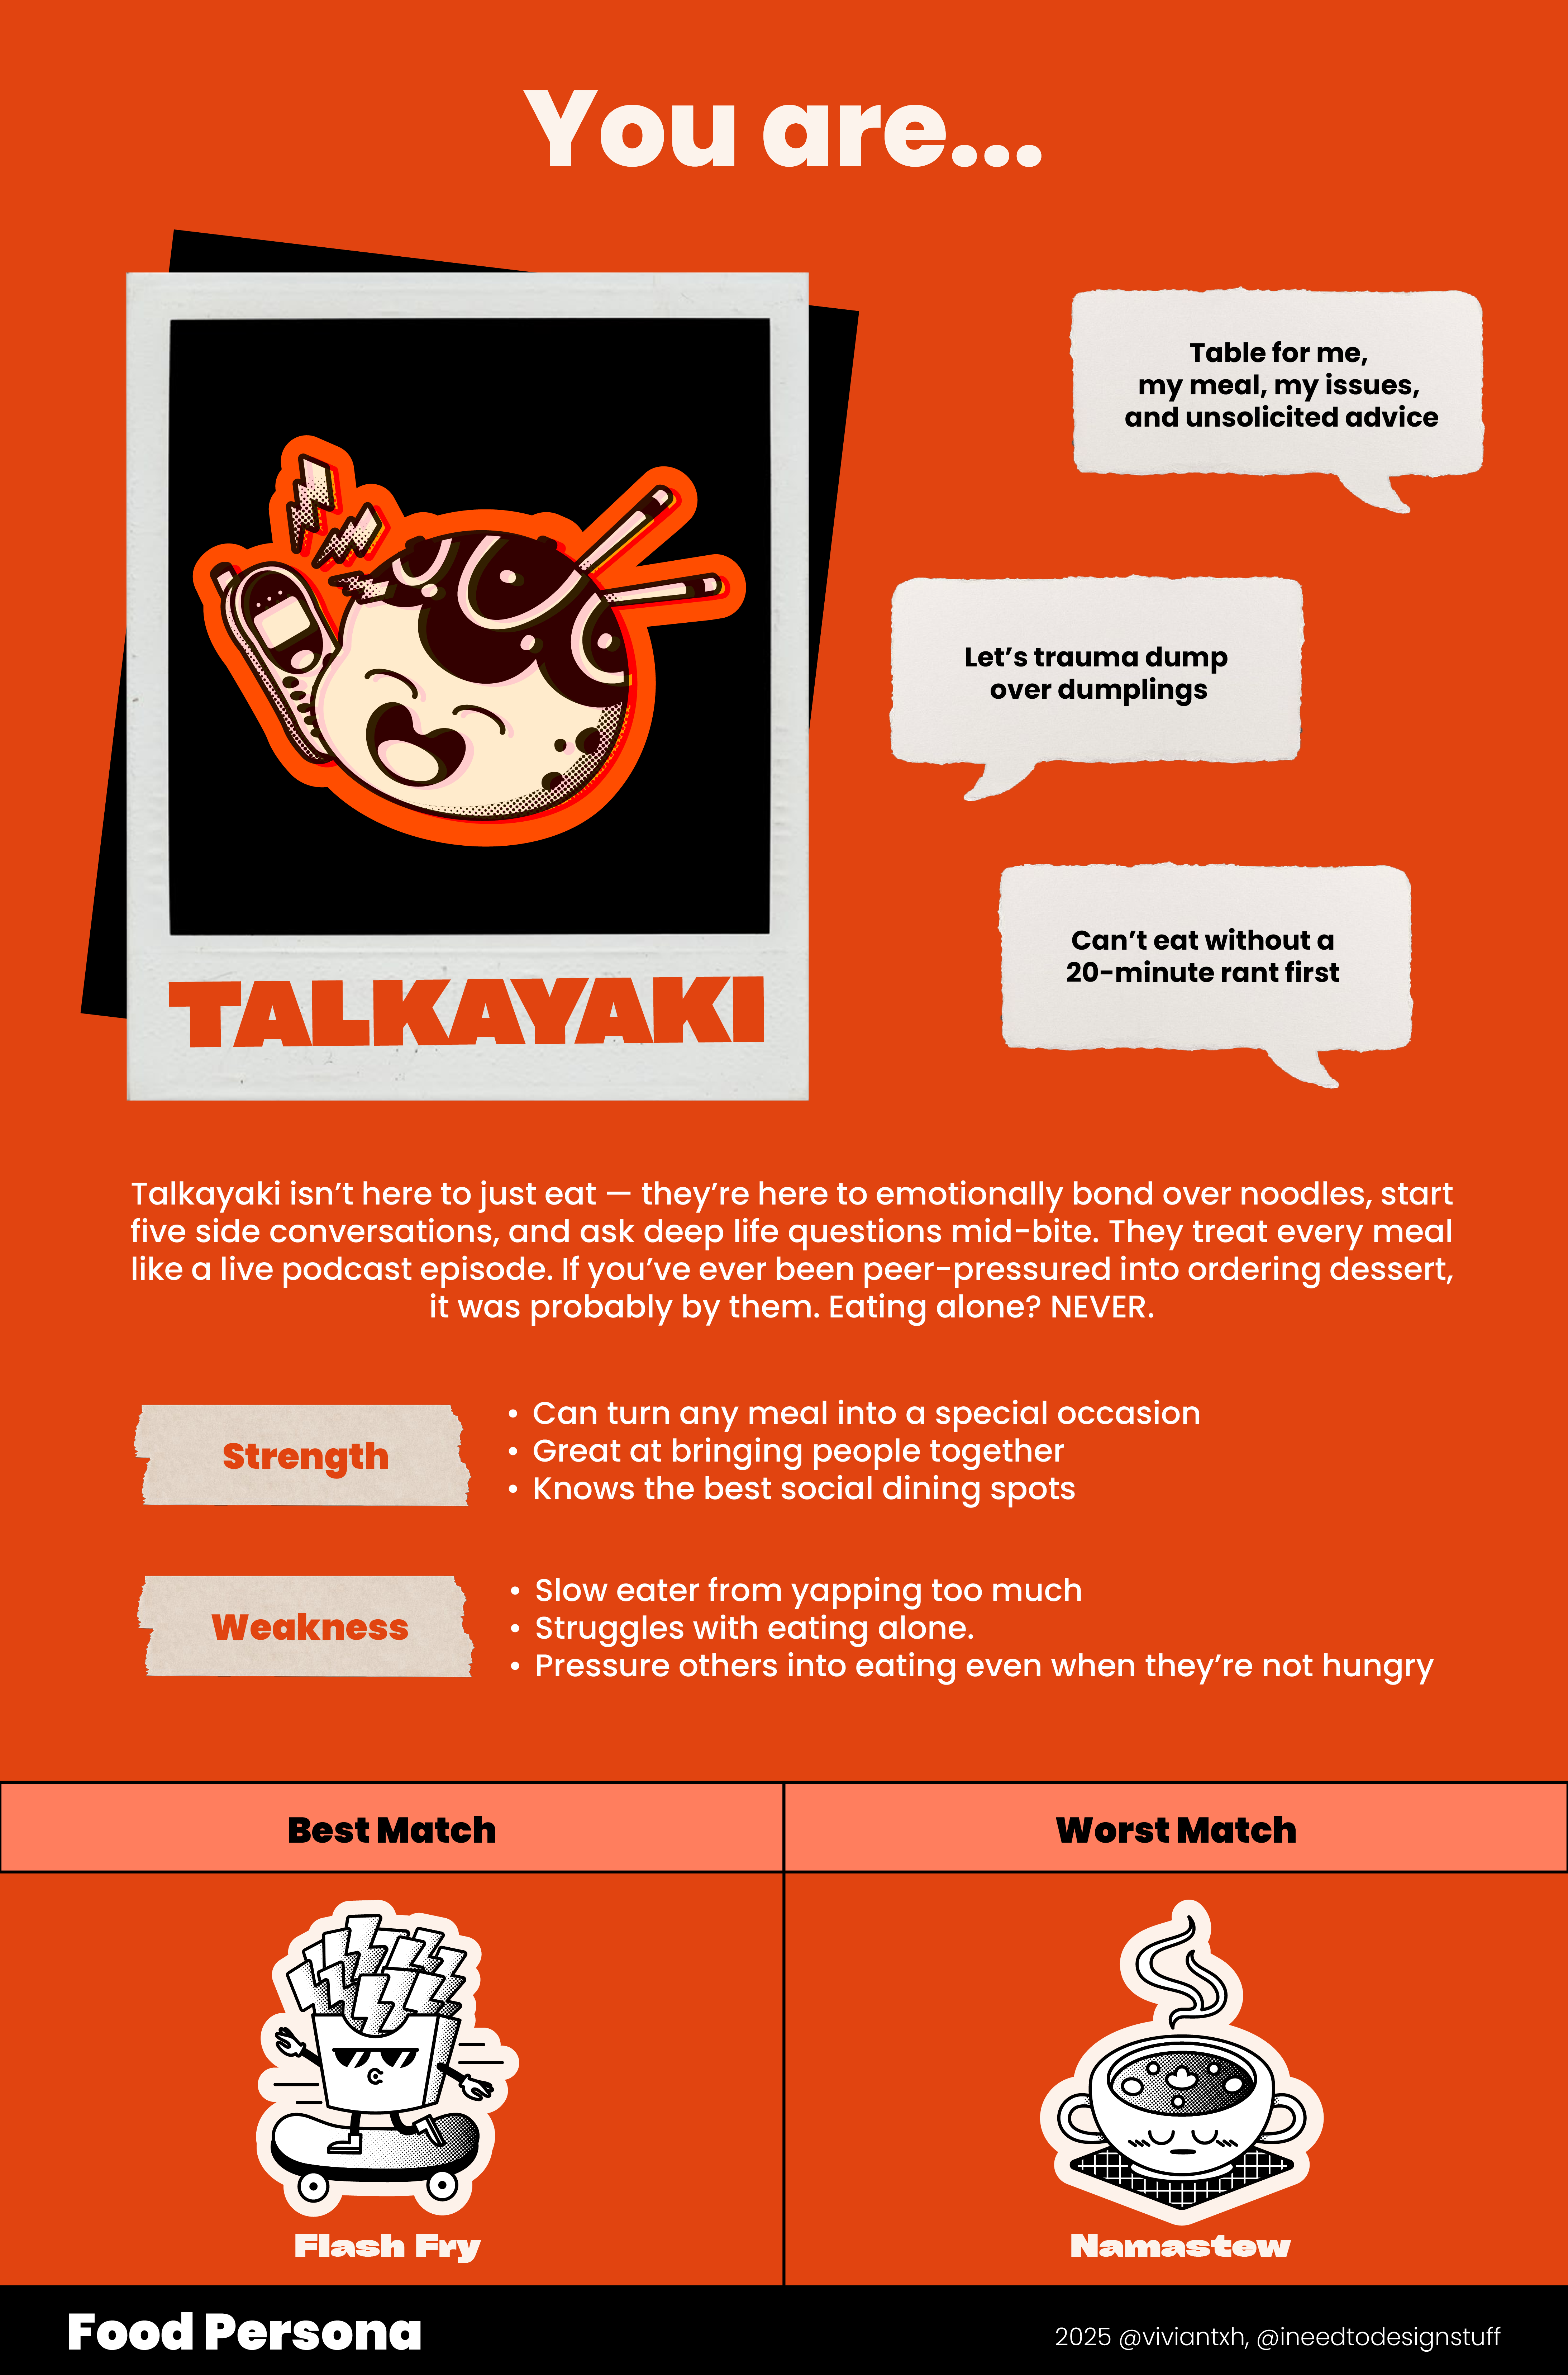 You are...
Table for me,
my meal, my issues,
and unsolicited advice
Let's trauma dump
over dumplings
Can't eat without a
20-minute rant first
TALKAYAKI
Talkayaki isn't here to just eat — they're here to emotionally bond over noodles, start
five side conversations, and ask deep life questions mid-bite. They treat every meal
like a live podcast episode. If you've ever been peer-pressured into ordering dessert,
it was probably by them. Eating alone? NEVER.
Strength
• Can turn any meal into a special occasion
• Great at bringing people together
• Knows the best social dining spots
Weakness
• Slow eater from yapping too much
• Struggles with eating alone.
• Pressure others into eating even when they're not hungry
Best Match
Worst Match
Flash Fry
Namastew
Food Persona
2025 @viviantxh, @ineedtodesignstuff